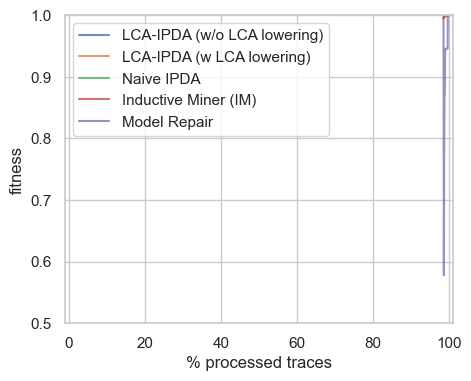 1.0
LCA-IPDA (w/o LCA lowering)
LCA-IPDA (w LCA lowering)
0.9
Naive IPDA
Inductive Miner (IM)
Model Repair
0.8
fitness
0.7
0.6
0.5
0 20 40 60 80 100
% processed traces